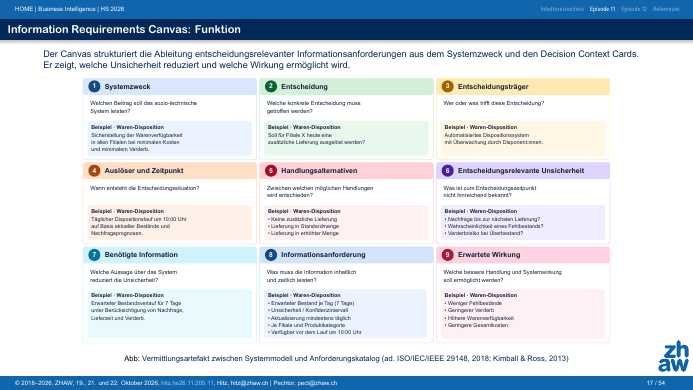 HOME | Business Intelligence | HS 2026
Inhaltsverzeichnis Episode 11 Episode 12 Referenzen
Information Requirements Canvas: Funktion
Der Canvas strukturiert die Ableitung entscheidungsrelevanter Informationsanforderungen aus dem Systemzweck und den Decision Context Cards.
Er zeigt, welche Unsicherheit reduziert und welche Wirkung ermöglicht wird.
1 Systemzweck
Welchen Beitrag soll das sozio-technische
System leisten?
Beispiel · Waren-Disposition
Sicherstellung der Warenverfügbarkeit
in allen Filialen bei minimalen Kosten
und minimalem Verderb.
2 Entscheidung
Welche konkrete Entscheidung muss
getroffen werden?
Beispiel · Waren-Disposition
Soll für Filiale X heute eine
zusätzliche Lieferung ausgelöst werden?
3 Entscheidungsträger
Wer oder was trifft diese Entscheidung?
Beispiel · Waren-Disposition
Automatisiertes Dispositionssystem
mit Überwachung durch Disponent:innen.
4 Auslöser und Zeitpunkt
Wann entsteht die Entscheidungssituation?
Beispiel · Waren-Disposition
Täglicher Dispositionslauf um 10:00 Uhr
auf Basis aktueller Bestände und
Nachfrageprognosen.
5 Handlungsalternativen
Zwischen welchen möglichen Handlungen
wird entschieden?
Beispiel · Waren-Disposition
• Keine zusätzliche Lieferung
• Lieferung in Standardmenge
• Lieferung in erhöhter Menge
6 Entscheidungsrelevante Unsicherheit
Was ist zum Entscheidungszeitpunkt
nicht hinreichend bekannt?
Beispiel · Waren-Disposition
• Nachfrage bis zur nächsten Lieferung?
• Wahrscheinlichkeit eines Fehlbestands?
• Verderbrisiko bei Überbestand?
7 Benötigte Information
Welche Aussage über das System
reduziert die Unsicherheit?
Beispiel · Waren-Disposition
Erwarteter Bestandsverlauf für 7 Tage
unter Berücksichtigung von Nachfrage,
Lieferzeit und Verderb.
8 Informationsanforderung
Was muss die Information inhaltlich
und zeitlich leisten?
Beispiel · Waren-Disposition
• Erwarteter Bestand je Tag (7 Tage)
• Unsicherheit / Konfidenzintervall
• Aktualisierung mindestens täglich
• Je Filiale und Produktkategorie
• Verfügbar vor dem Lauf um 10:00 Uhr
9 Erwartete Wirkung
Welche bessere Handlung und Systemwirkung
soll ermöglicht werden?
Beispiel · Waren-Disposition
• Weniger Fehlbestände
• Geringerer Verderb
• Höhere Warenverfügbarkeit
• Geringere Gesamtkosten
Abb: Vermittlungsartefakt zwischen Systemmodell und Anforderungskatalog (ad. ISO/IEC/IEEE 29148, 2018; Kimball & Ross, 2013)
zh
aw
© 2018–2026, ZHAW, 19., 21. und 22. Oktober 2026, hitz.hs26.11.205.11, Hitz, hitz@zhaw.ch | Pechtor, pect@zhaw.ch
17 / 54